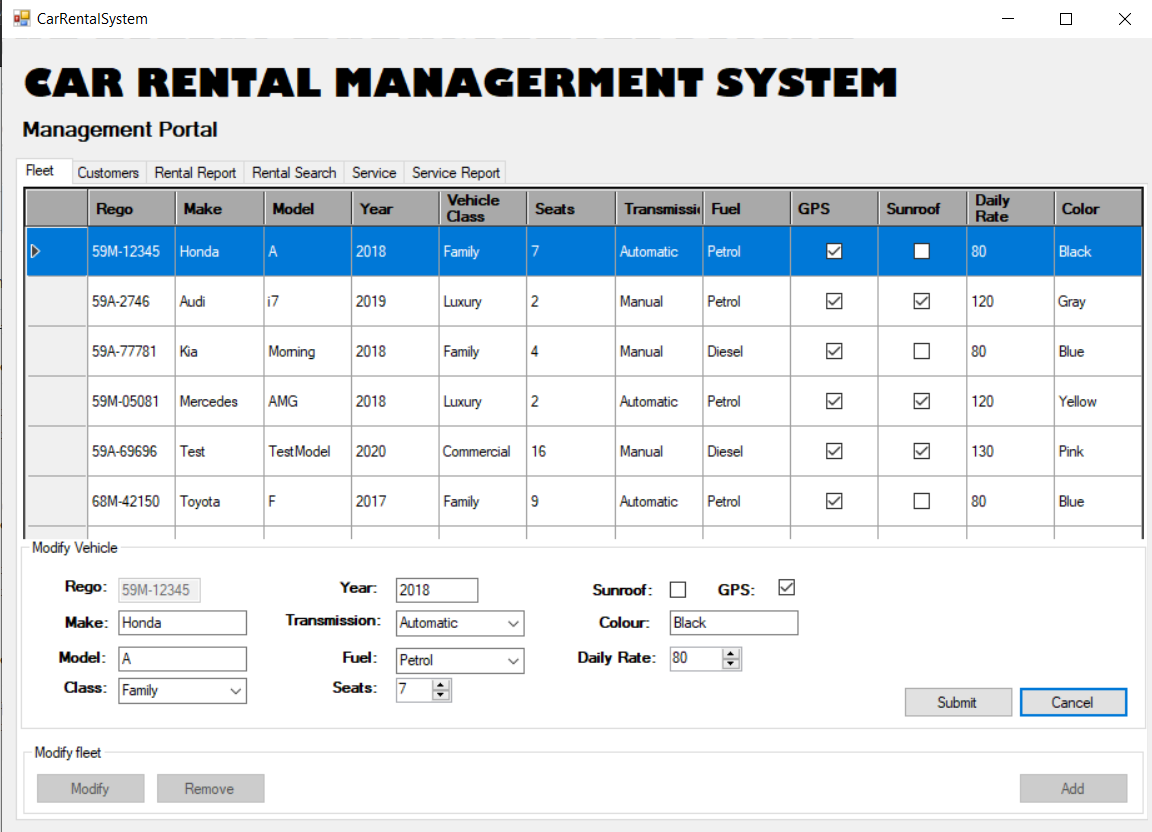 CarRentalSystem
CAR RENTAL MANAGERMENT SYSTEM
Management Portal
Fleet Customers Rental Report Rental Search Service Service Report
Rego Make Model Year Vehicle Class Seats Transmissi Fuel GPS Sunroof Daily Rate Color
59M-12345 Honda A 2018 Family 7 Automatic Petrol 80 Black
59A-2746 Audi i7 2019 Luxury 2 Manual Petrol 120 Gray
59A-77781 Kia Morning 2018 Family 4 Manual Diesel 80 Blue
59M-05081 Mercedes AMG 2018 Luxury 2 Automatic Petrol 120 Yellow
59A-69696 Test TestModel 2020 Commercial 16 Manual Diesel 130 Pink
68M-42150 Toyota F 2017 Family 9 Automatic Petrol 80 Blue
Modify Vehicle
Rego: 59M-12345 Year: 2018 Sunroof: GPS:
Make: Honda Transmission: Automatic Colour: Black
Model: A Fuel: Petrol Daily Rate: 80
Class: Family Seats: 7
Submit Cancel
Modify fleet
Modify Remove Add